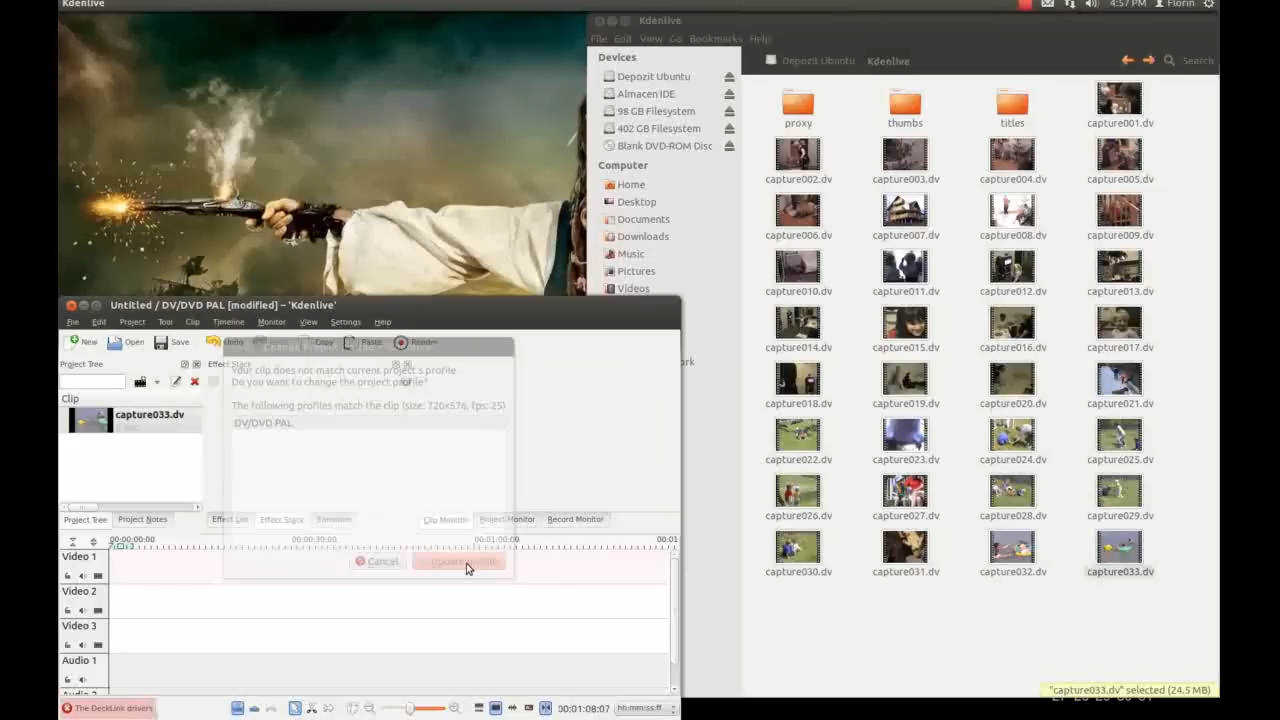 Kdenlive
4:57 PM
Florin
Kdenlive
File Edit View Go Bookmarks Help
Devices
Depozit Ubuntu
Almacen IDE
98 GB Filesystem
402 GB Filesystem
Blank DVD-ROM Disc
Computer
Home
Desktop
Documents
Downloads
Music
Pictures
Videos
Depozit Ubuntu Kdenlive Search
proxy thumbs titles capture001.dv
capture002.dv capture003.dv capture004.dv capture005.dv
capture006.dv capture007.dv capture008.dv capture009.dv
capture010.dv capture011.dv capture012.dv capture013.dv
capture014.dv capture015.dv capture016.dv capture017.dv
capture018.dv capture019.dv capture020.dv capture021.dv
capture022.dv capture023.dv capture024.dv capture025.dv
capture026.dv capture027.dv capture028.dv capture029.dv
capture030.dv capture031.dv capture032.dv capture033.dv
"capture033.dv" selected (24.5 MB)
Untitled / DV/DVD PAL [modified] – 'Kdenlive'
File Edit Project Tool Clip Timeline Monitor View Settings Help
New Open Save Undo Copy Paste Render
Project Tree Effect Stack
Your clip does not match current project's profile
Do you want to change the project profile?
The following profiles match the clip (size: 720x576, fps: 25)
DV/DVD PAL
Cancel
Clip
capture033.dv
Project Tree Project Notes Effect List Effect Stack Transition Clip Monitor Project Monitor Record Monitor
00:00:00:00 00:00:30:00 00:01:00:00 00:01
Video 1
Video 2
Video 3
Audio 1
The DeckLink drivers
00:01:08:07 hh:mm:ss:ff